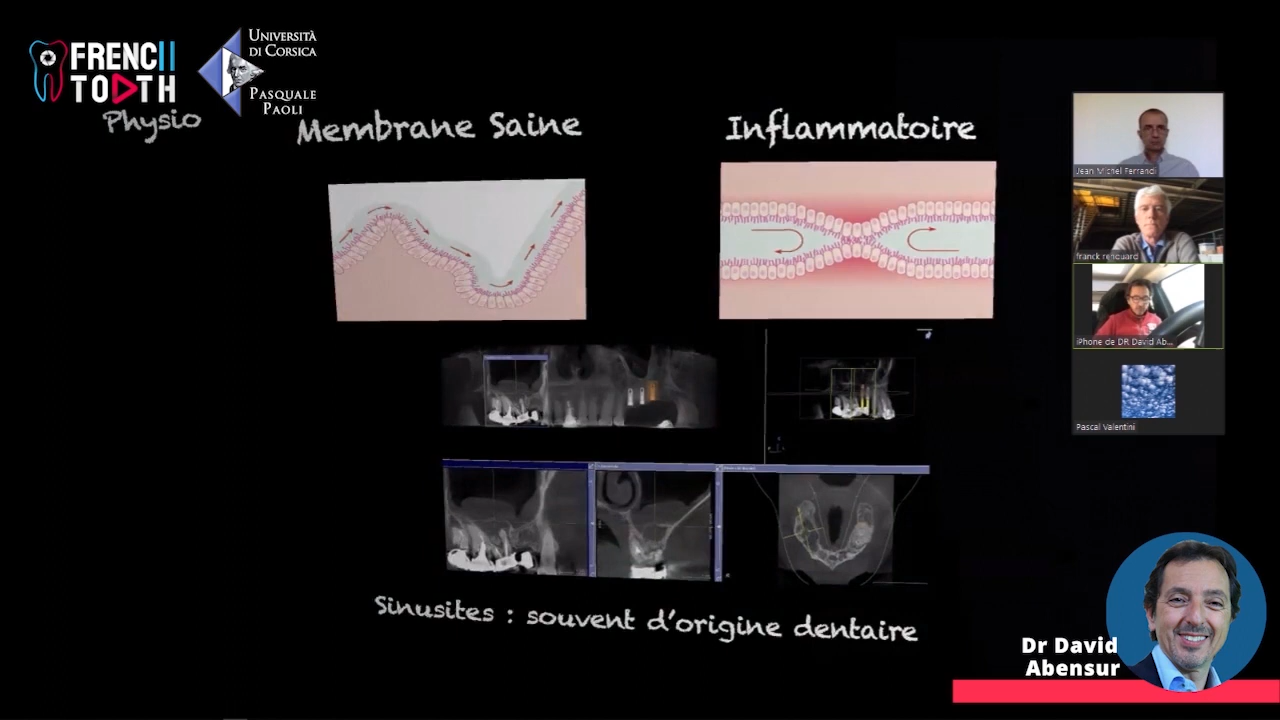 FRENCH
TOOTH
UNIVERSITÀ
DI CORSICA
PASQUALE
PAOLI
Physio
Membrane Saine
Inflammatoire
Jean Michel Ferrandi
franck renouard
iPhone de DR David Ab...
Pascal Valentini
Sinusites : souvent d'origine dentaire
Dr David
Abensur